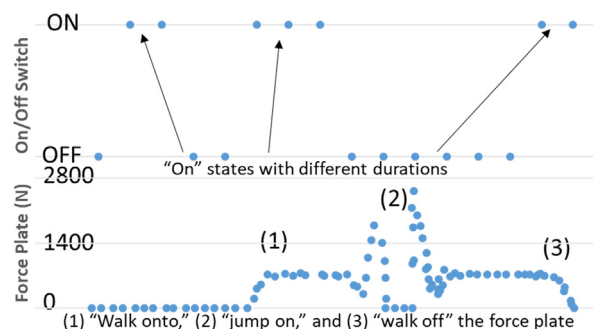 ON
On/Off Switch
OFF
"On" states with different durations
2800
Force Plate (N)
(2)
1400
(1)
(3)
0
(1) "Walk onto," (2) "jump on," and (3) "walk off" the force plate